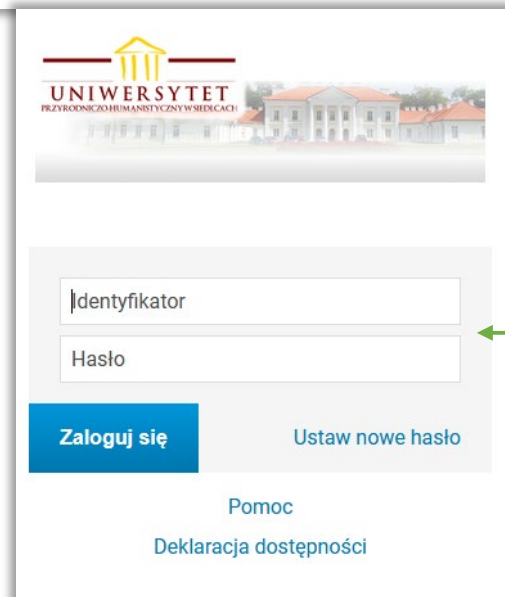 UNIWERSYTET
PRZYRODNICZO-HUMANISTYCZNY W SIEDLCACH
Identyfikator
Hasło
Zaloguj się
Ustaw nowe hasło
Pomoc
Deklaracja dostępności